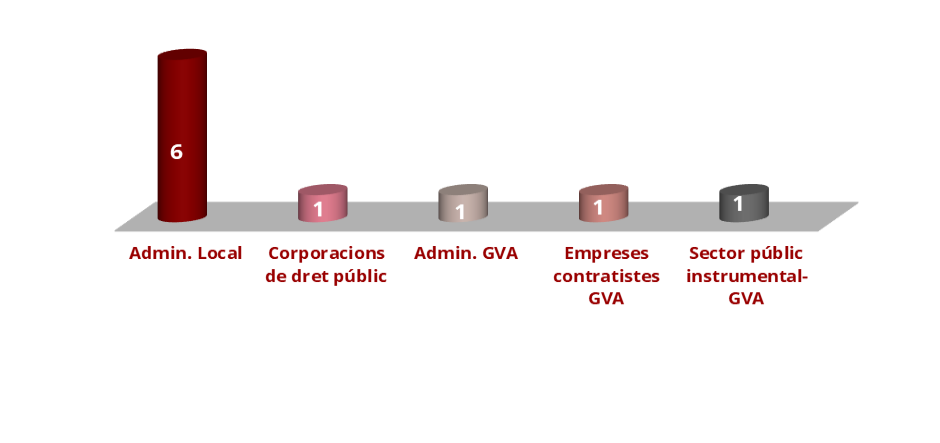 6
1
1
1
1
Admin. Local
Corporacions
de dret públic
Admin. GVA
Empreses
contratistes
GVA
Sector públic
instrumental-
GVA